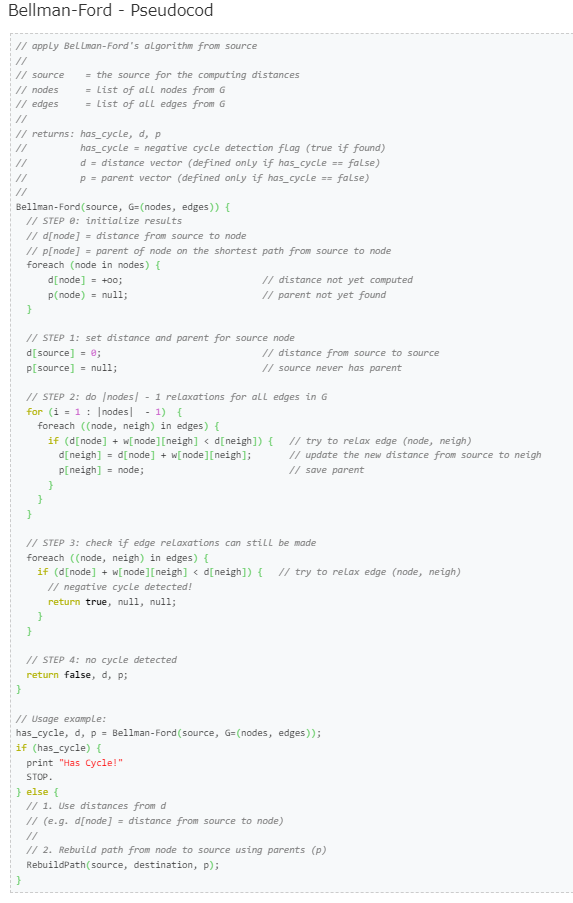 Bellman-Ford - Pseudocod
// apply Bellman-Ford's algorithm from source
//
// source    = the source for the computing distances
// nodes     = list of all nodes from G
// edges     = list of all edges from G
//
// returns: has_cycle, d, p
//          has_cycle = negative cycle detection flag (true if found)
//          d = distance vector (defined only if has_cycle == false)
//          p = parent vector (defined only if has_cycle == false)
//
Bellman-Ford(source, G=(nodes, edges)) {
  // STEP 0: initialize results
  // d[node] = distance from source to node
  // p[node] = parent of node on the shortest path from source to node
  foreach (node in nodes) {
      d[node] = +oo;                          // distance not yet computed
      p(node) = null;                         // parent not yet found
  }

  // STEP 1: set distance and parent for source node
  d[source] = 0;                              // distance from source to source
  p[source] = null;                           // source never has parent

  // STEP 2: do |nodes| - 1 relaxations for all edges in G
  for (i = 1 : |nodes|  - 1)  {
    foreach ((node, neigh) in edges) {
      if (d[node] + w[node][neigh] < d[neigh]) {   // try to relax edge (node, neigh)
        d[neigh] = d[node] + w[node][neigh];       // update the new distance from source to neigh
        p[neigh] = node;                           // save parent
      }
    }
  }

  // STEP 3: check if edge relaxations can still be made
  foreach ((node, neigh) in edges) {
    if (d[node] + w[node][neigh] < d[neigh]) {   // try to relax edge (node, neigh)
      // negative cycle detected!
      return true, null, null;
    }
  }

  // STEP 4: no cycle detected
  return false, d, p;
}

// Usage example:
has_cycle, d, p = Bellman-Ford(source, G=(nodes, edges));
if (has_cycle) {
  print "Has Cycle!"
  STOP.
} else {
  // 1. Use distances from d
  // (e.g. d[node] = distance from source to node)
  //
  // 2. Rebuild path from node to source using parents (p)
  RebuildPath(source, destination, p);
}